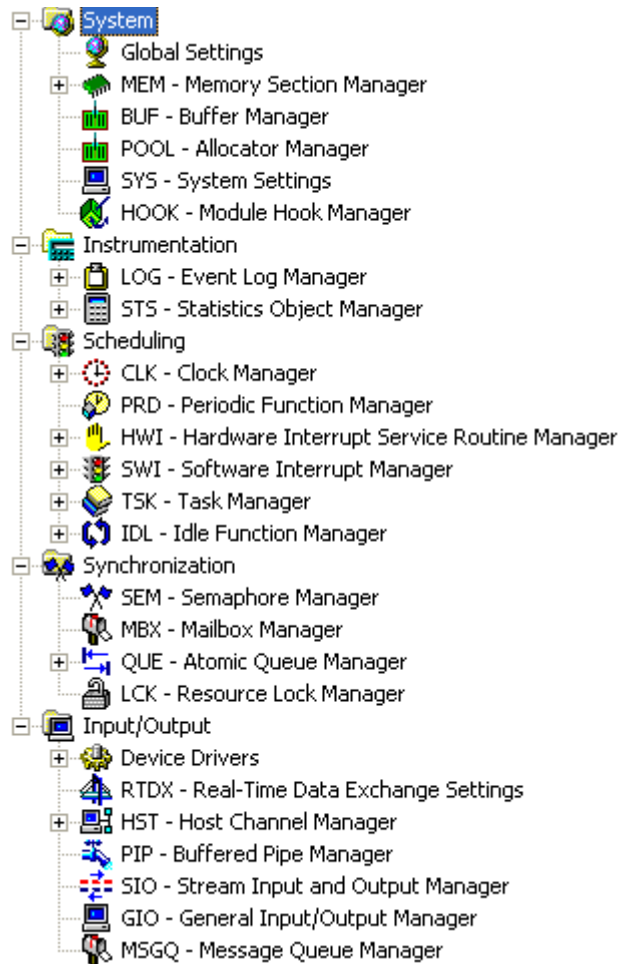 System
Global Settings
MEM - Memory Section Manager
BUF - Buffer Manager
POOL - Allocator Manager
SYS - System Settings
HOOK - Module Hook Manager
Instrumentation
LOG - Event Log Manager
STS - Statistics Object Manager
Scheduling
CLK - Clock Manager
PRD - Periodic Function Manager
HWI - Hardware Interrupt Service Routine Manager
SWI - Software Interrupt Manager
TSK - Task Manager
IDL - Idle Function Manager
Synchronization
SEM - Semaphore Manager
MBX - Mailbox Manager
QUE - Atomic Queue Manager
LCK - Resource Lock Manager
Input/Output
Device Drivers
RTDX - Real-Time Data Exchange Settings
HST - Host Channel Manager
PIP - Buffered Pipe Manager
SIO - Stream Input and Output Manager
GIO - General Input/Output Manager
MSGQ - Message Queue Manager